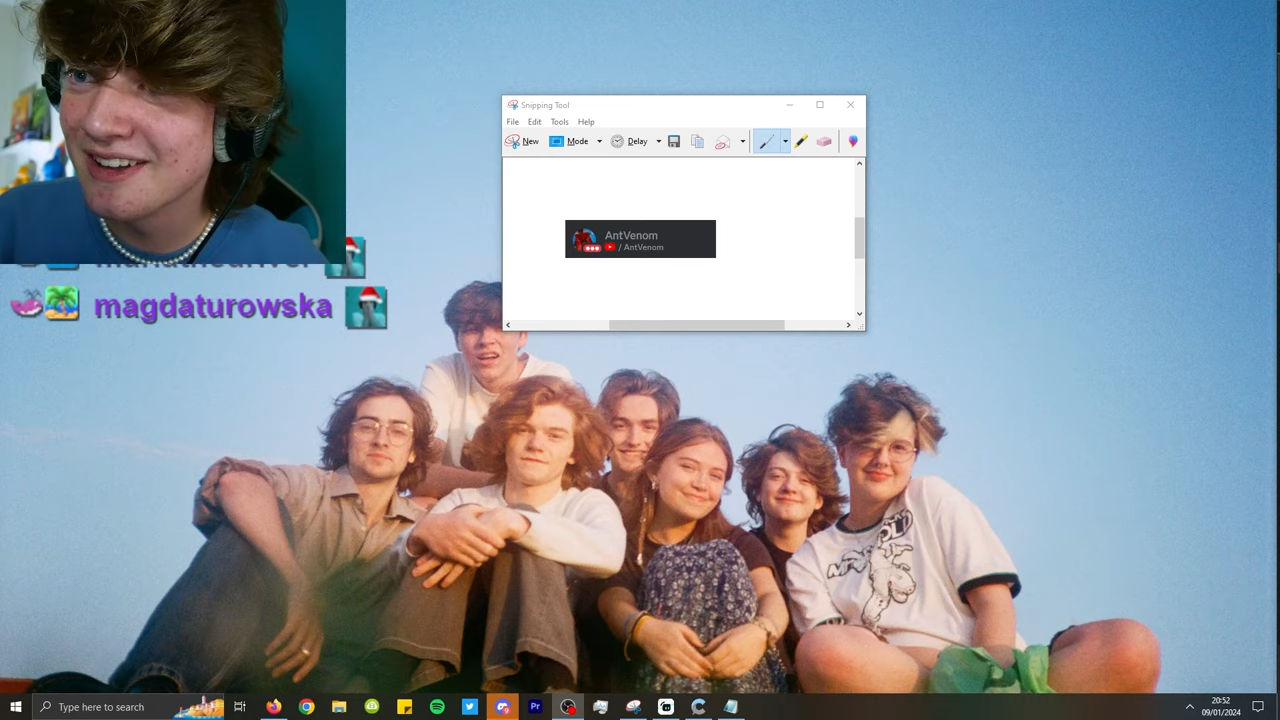 Snipping Tool
File Edit Tools Help
New Mode Delay
AntVenom
/ AntVenom
magdaturowska
Type here to search
Pr
20:52
09/01/2024